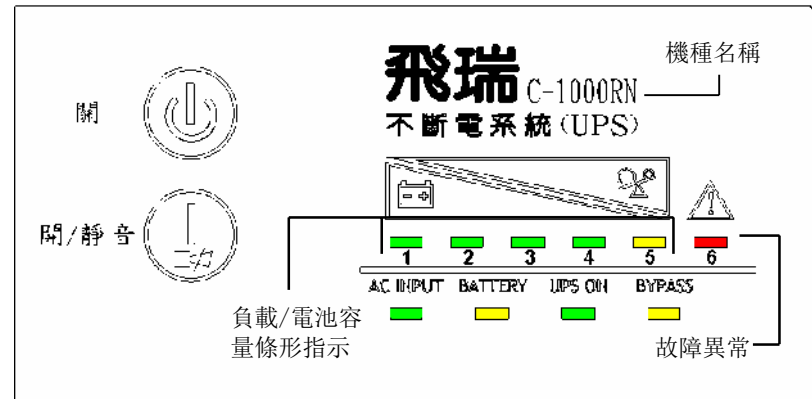 飛瑞 C-1000RN
機種名稱
不斷電系統(UPS)
關
開/靜音
1 2 3 4 5 6
AC INPUT BATTERY UPS ON BYPASS
負載/電池容
量條形指示
故障異常